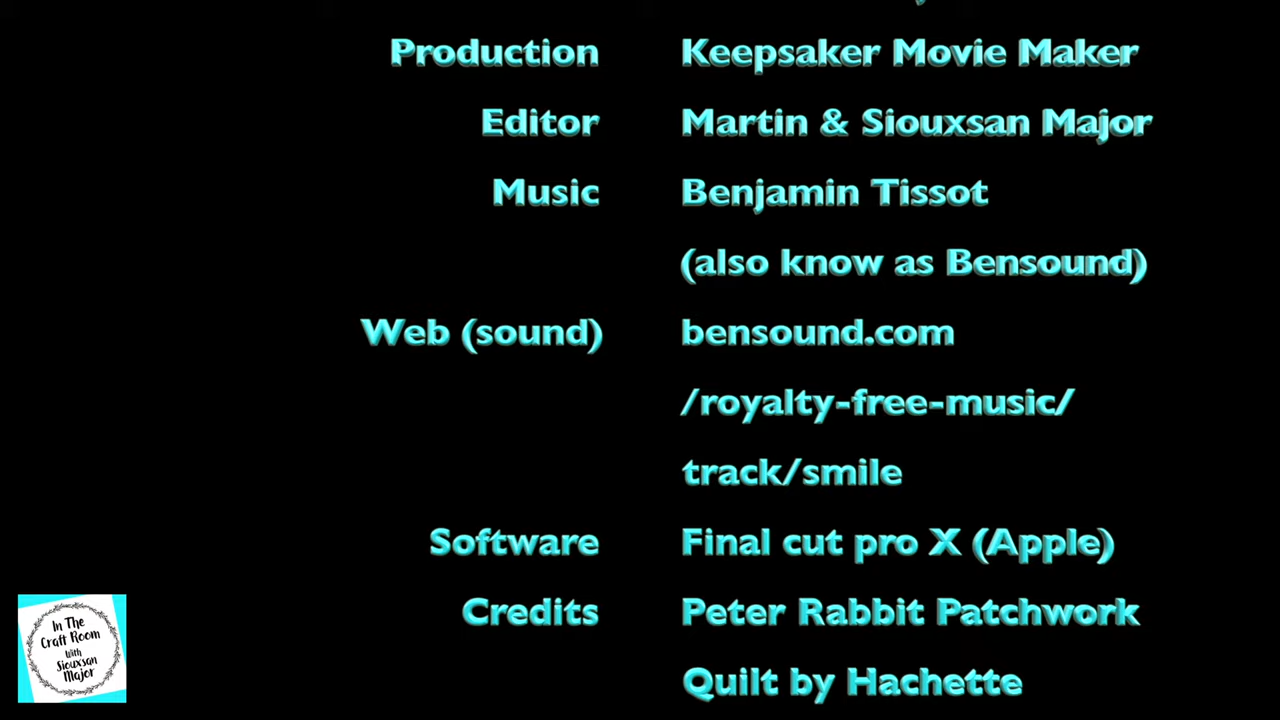 Production Keepsaker Movie Maker
Editor Martin & Siouxsan Major
Music Benjamin Tissot
(also know as Bensound)
Web (sound) bensound.com
/royalty-free-music/
track/smile
Software Final cut pro X (Apple)
Credits Peter Rabbit Patchwork
Quilt by Hachette
In The
Craft Room
With
Siouxsan
Major